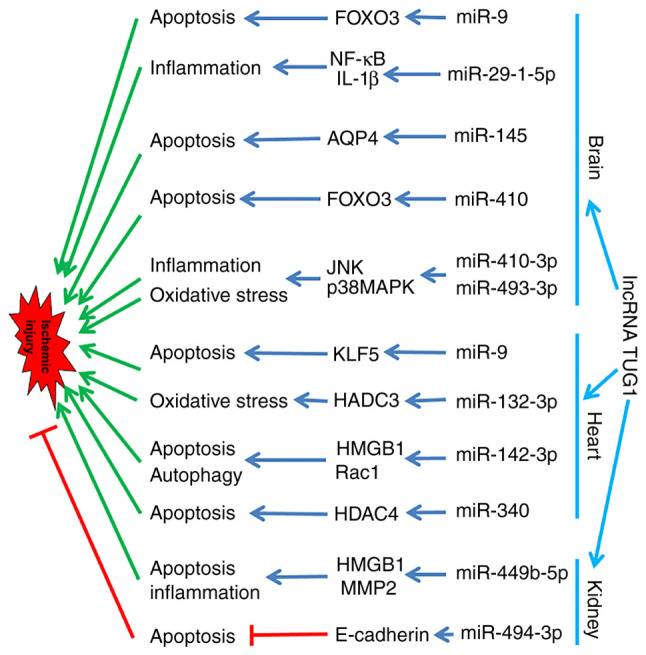 Apoptosis FOXO3 miR-9
Inflammation NF-κB
IL-1β miR-29-1-5p
Apoptosis AQP4 miR-145
Apoptosis FOXO3 miR-410
Brain
Inflammation JNK miR-410-3p
Oxidative stress p38MAPK miR-493-3p
lncRNA TUG1
Ischemic
injury
Apoptosis KLF5 miR-9
Oxidative stress HADC3 miR-132-3p
Heart
Apoptosis HMGB1 miR-142-3p
Autophagy Rac1
Apoptosis HDAC4 miR-340
Apoptosis HMGB1 miR-449b-5p
inflammation MMP2
Kidney
Apoptosis E-cadherin miR-494-3p